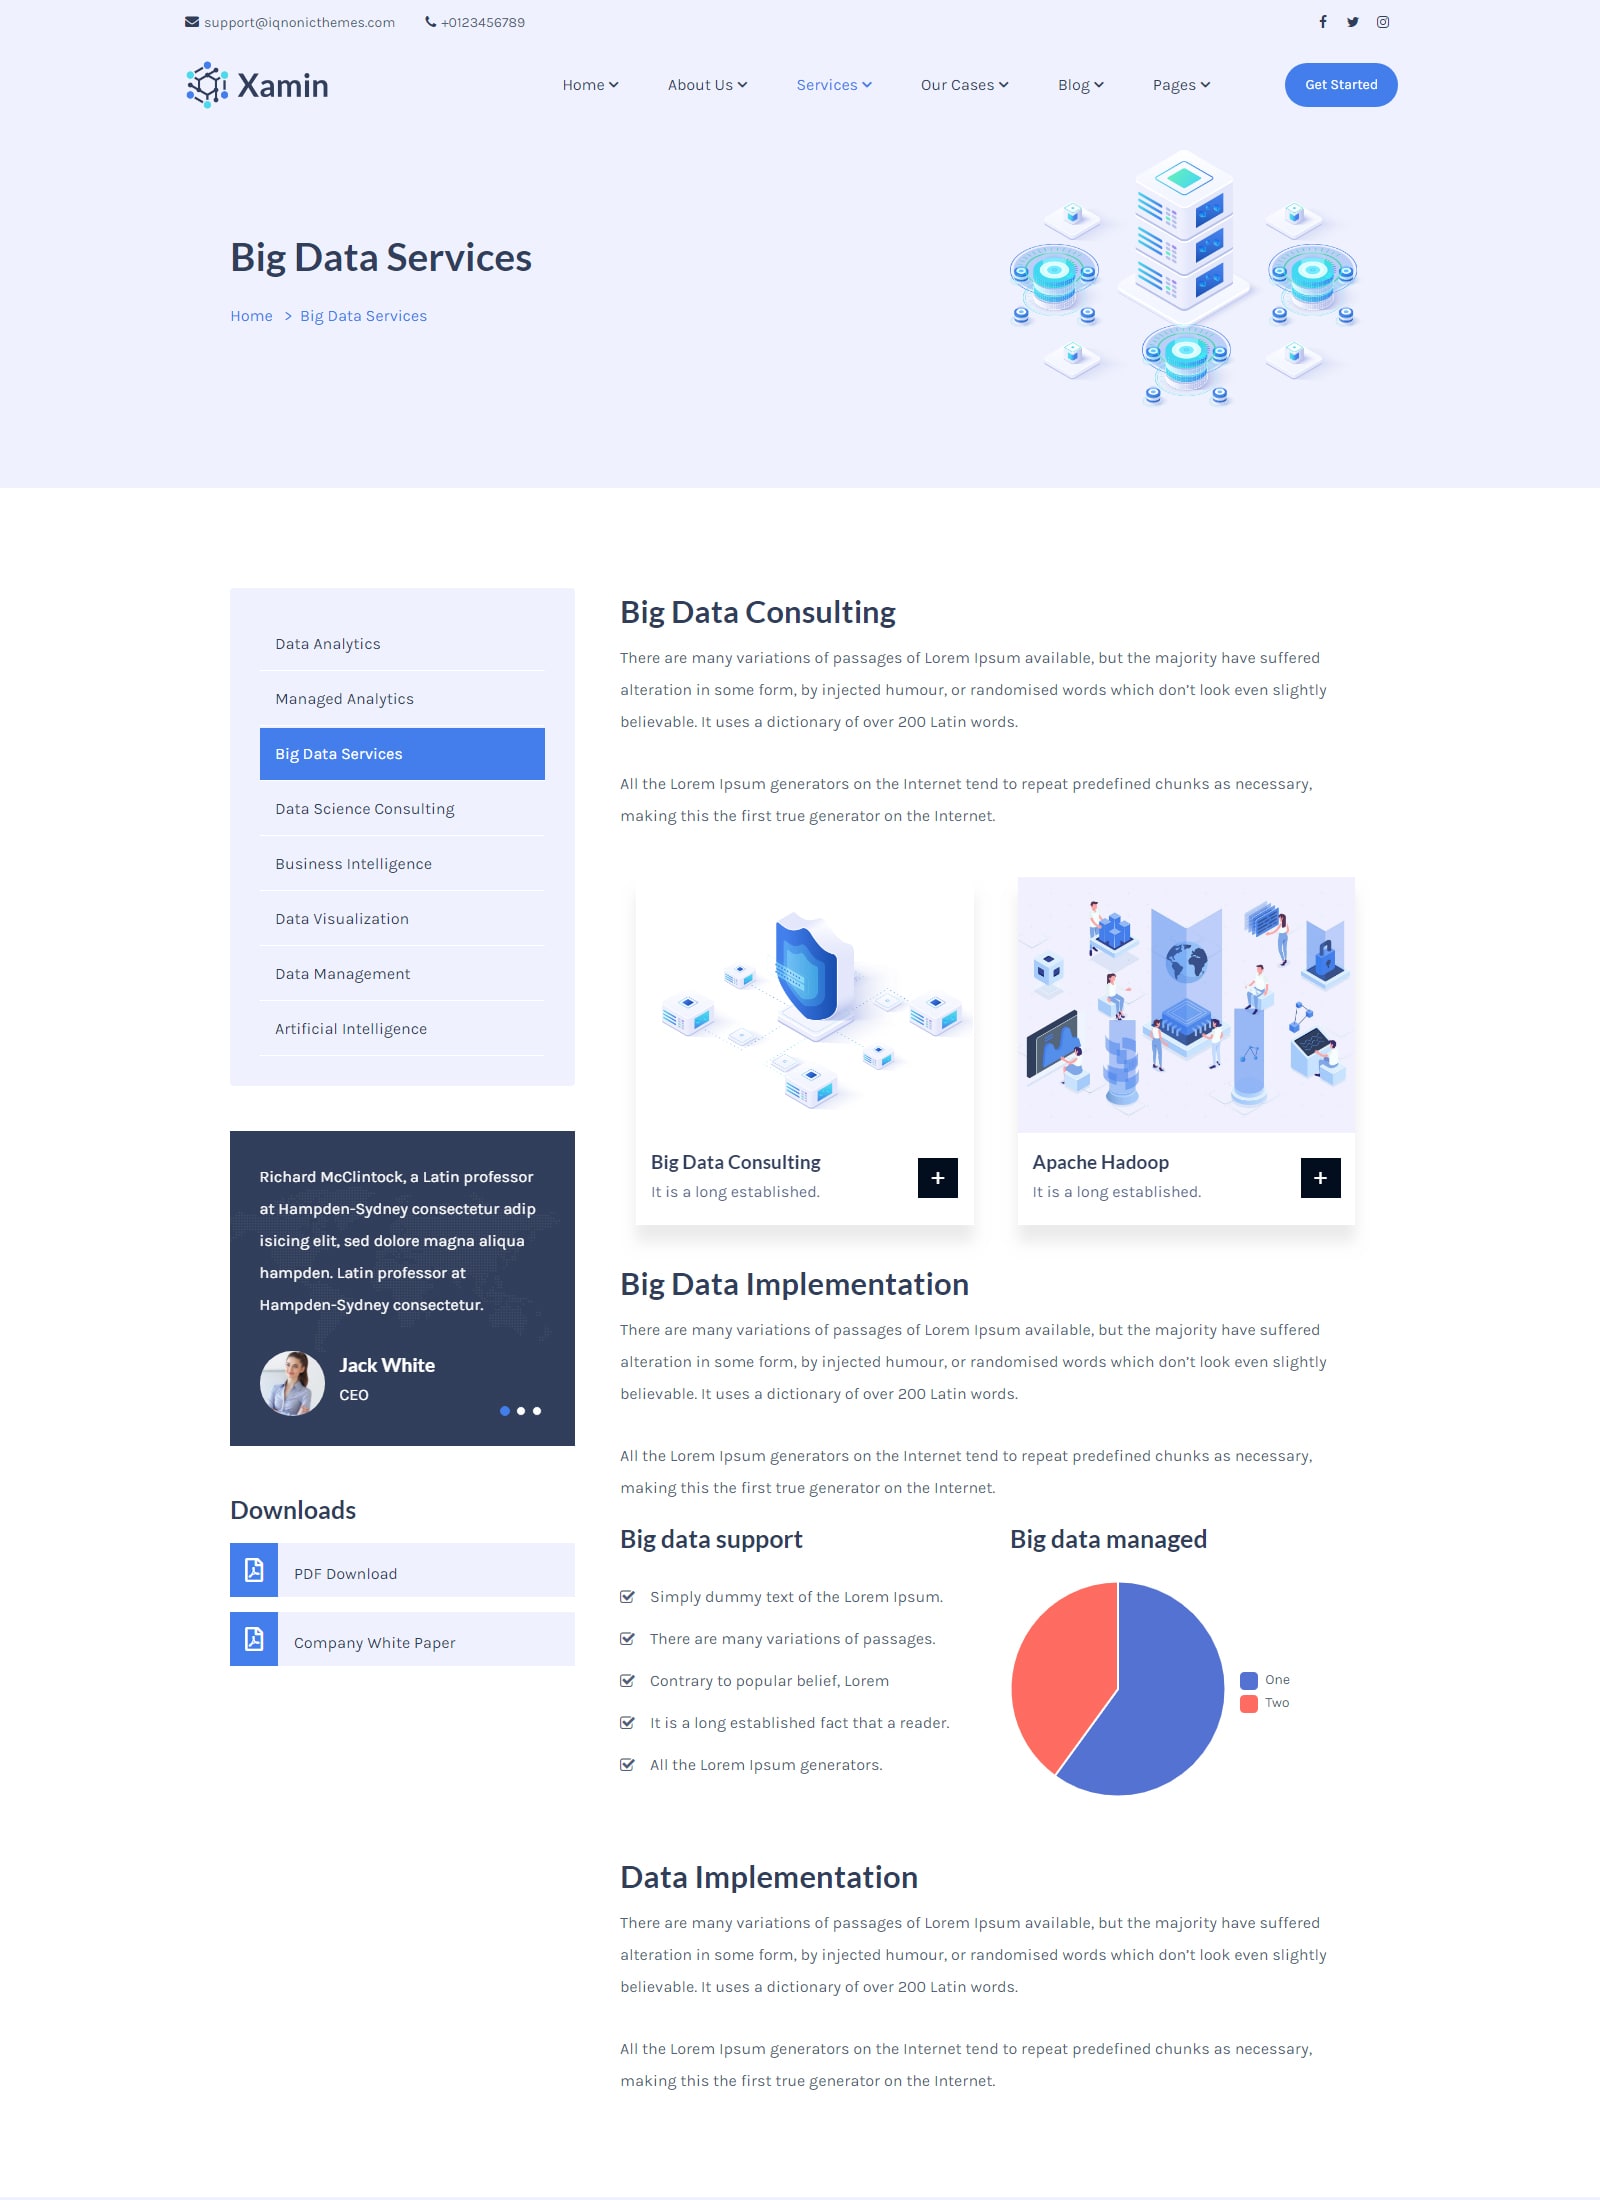 support@iqnonicthemes.com +0123456789
Xamin
Home About Us Services Our Cases Blog Pages Get Started
Big Data Services
Home > Big Data Services
Data Analytics
Managed Analytics
Big Data Services
Data Science Consulting
Business Intelligence
Data Visualization
Data Management
Artificial Intelligence
Richard McClintock, a Latin professor
at Hampden-Sydney consectetur adip
isicing elit, sed dolore magna aliqua
hampden. Latin professor at
Hampden-Sydney consectetur.
Jack White
CEO
Downloads
PDF Download
Company White Paper
Big Data Consulting
There are many variations of passages of Lorem Ipsum available, but the majority have suffered
alteration in some form, by injected humour, or randomised words which don't look even slightly
believable. It uses a dictionary of over 200 Latin words.
All the Lorem Ipsum generators on the Internet tend to repeat predefined chunks as necessary,
making this the first true generator on the Internet.
Big Data Consulting
It is a long established.
+
Apache Hadoop
It is a long established.
+
Big Data Implementation
There are many variations of passages of Lorem Ipsum available, but the majority have suffered
alteration in some form, by injected humour, or randomised words which don't look even slightly
believable. It uses a dictionary of over 200 Latin words.
All the Lorem Ipsum generators on the Internet tend to repeat predefined chunks as necessary,
making this the first true generator on the Internet.
Big data support
Simply dummy text of the Lorem Ipsum.
There are many variations of passages.
Contrary to popular belief, Lorem
It is a long established fact that a reader.
All the Lorem Ipsum generators.
Big data managed
One
Two
Data Implementation
There are many variations of passages of Lorem Ipsum available, but the majority have suffered
alteration in some form, by injected humour, or randomised words which don't look even slightly
believable. It uses a dictionary of over 200 Latin words.
All the Lorem Ipsum generators on the Internet tend to repeat predefined chunks as necessary,
making this the first true generator on the Internet.